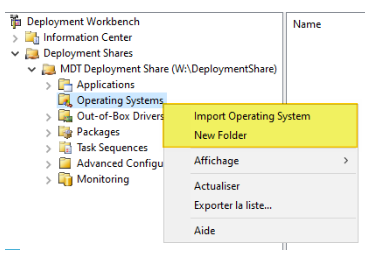 Deployment Workbench
Name
Information Center
Deployment Shares
MDT Deployment Share (W:\DeploymentShare)
Applications
Operating Systems
Out-of-Box Drivers
Packages
Task Sequences
Advanced Configu
Monitoring
Import Operating System
New Folder
Affichage
Actualiser
Exporter la liste...
Aide